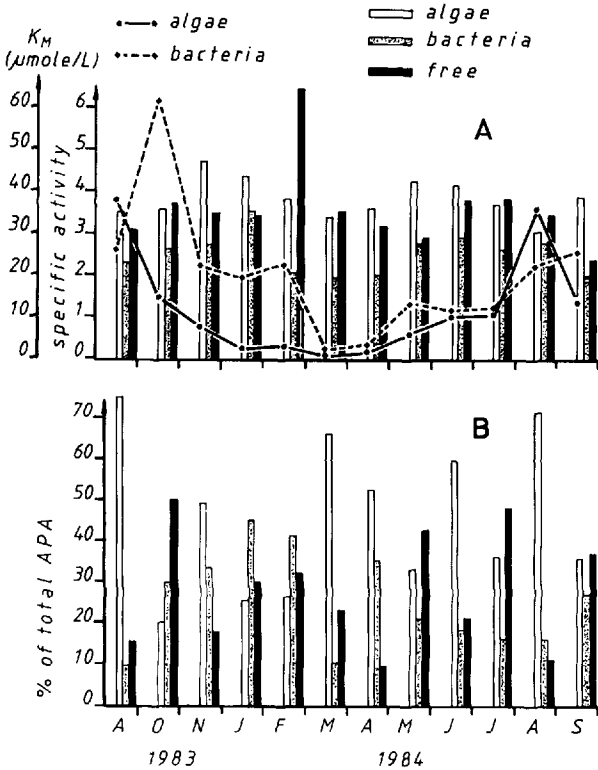 K_M
(µmole/L)
algae
bacteria
algae
bacteria
free
A
60
50
40
30
20
10
0
6
5
4
3
2
1
0
specific activity
B
70
60
50
40
30
20
10
0
% of total APA
A O N J F M A M J J A S
1983 1984